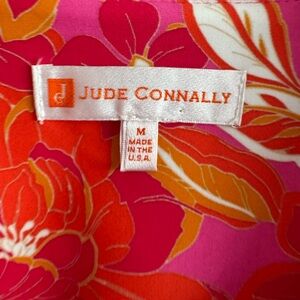 JUDE CONNALLY
M
MADE
IN THE
U.S.A.